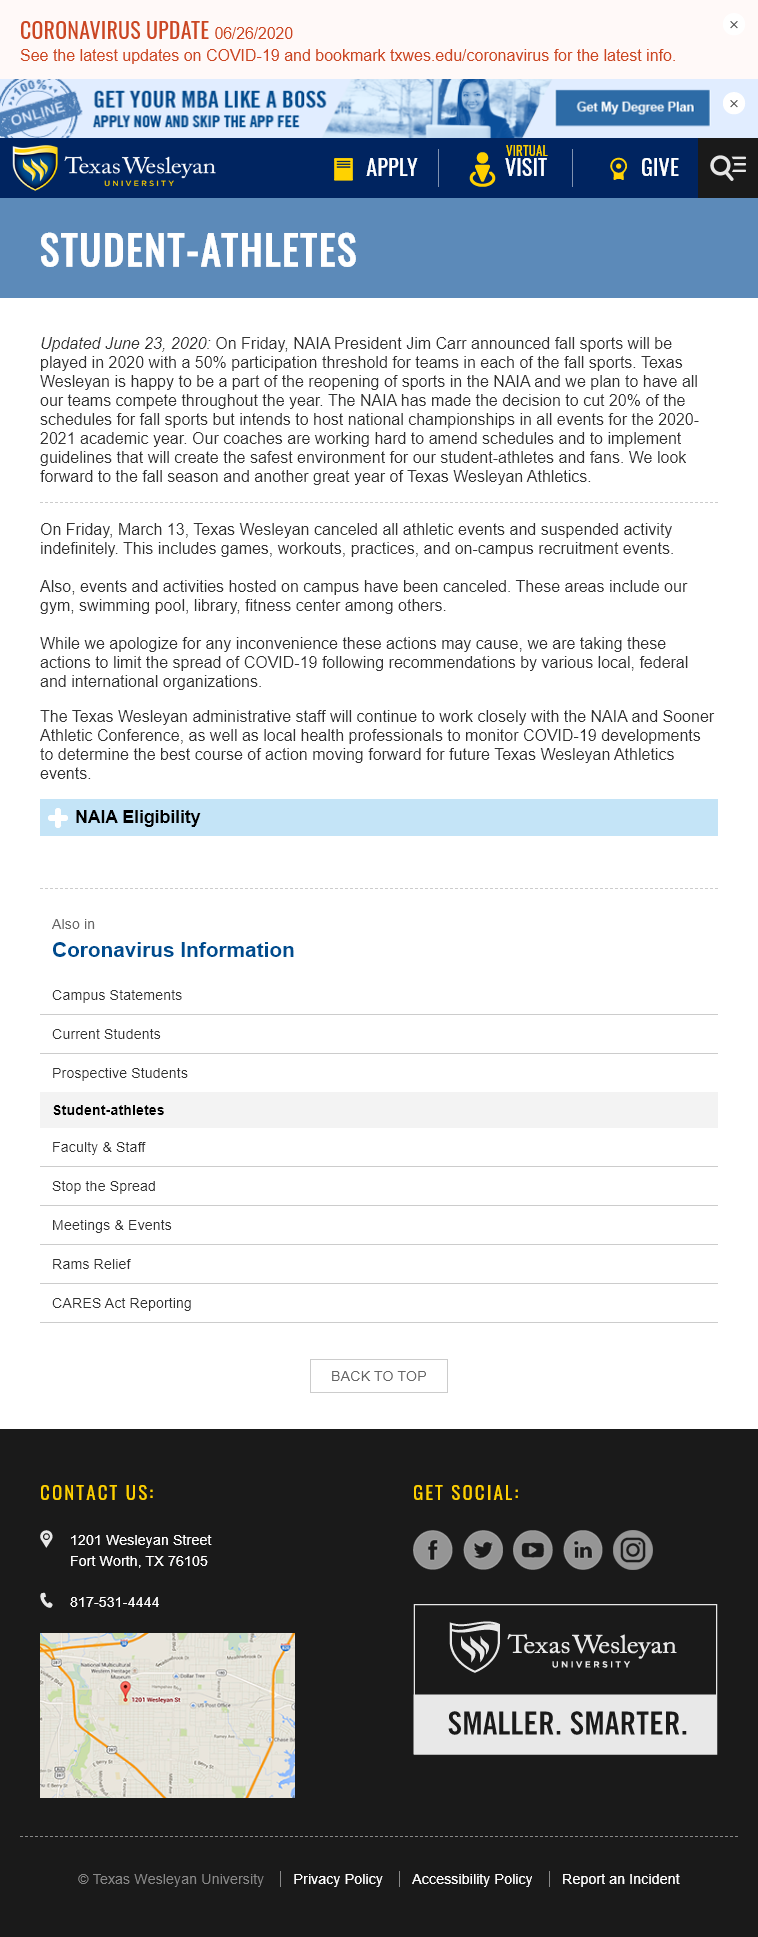 CORONAVIRUS UPDATE 06/26/2020
See the latest updates on COVID-19 and bookmark txwes.edu/coronavirus for the latest info.
100%
ONLINE
GET YOUR MBA LIKE A BOSS
APPLY NOW AND SKIP THE APP FEE
Get My Degree Plan
Texas Wesleyan
UNIVERSITY
APPLY
VIRTUAL
VISIT
GIVE
STUDENT-ATHLETES
Updated June 23, 2020: On Friday, NAIA President Jim Carr announced fall sports will be
played in 2020 with a 50% participation threshold for teams in each of the fall sports. Texas
Wesleyan is happy to be a part of the reopening of sports in the NAIA and we plan to have all
our teams compete throughout the year. The NAIA has made the decision to cut 20% of the
schedules for fall sports but intends to host national championships in all events for the 2020-
2021 academic year. Our coaches are working hard to amend schedules and to implement
guidelines that will create the safest environment for our student-athletes and fans. We look
forward to the fall season and another great year of Texas Wesleyan Athletics.
On Friday, March 13, Texas Wesleyan canceled all athletic events and suspended activity
indefinitely. This includes games, workouts, practices, and on-campus recruitment events.
Also, events and activities hosted on campus have been canceled. These areas include our
gym, swimming pool, library, fitness center among others.
While we apologize for any inconvenience these actions may cause, we are taking these
actions to limit the spread of COVID-19 following recommendations by various local, federal
and international organizations.
The Texas Wesleyan administrative staff will continue to work closely with the NAIA and Sooner
Athletic Conference, as well as local health professionals to monitor COVID-19 developments
to determine the best course of action moving forward for future Texas Wesleyan Athletics
events.
NAIA Eligibility
Also in
Coronavirus Information
Campus Statements
Current Students
Prospective Students
Student-athletes
Faculty & Staff
Stop the Spread
Meetings & Events
Rams Relief
CARES Act Reporting
BACK TO TOP
CONTACT US:
1201 Wesleyan Street
Fort Worth, TX 76105
817-531-4444
National Multicultural
Western Heritage
Museum
Dollar Tree
1201 Wesleyan St
US Post Office
E Berry St
GET SOCIAL:
Texas Wesleyan
UNIVERSITY
SMALLER. SMARTER.
© Texas Wesleyan University
Privacy Policy
Accessibility Policy
Report an Incident